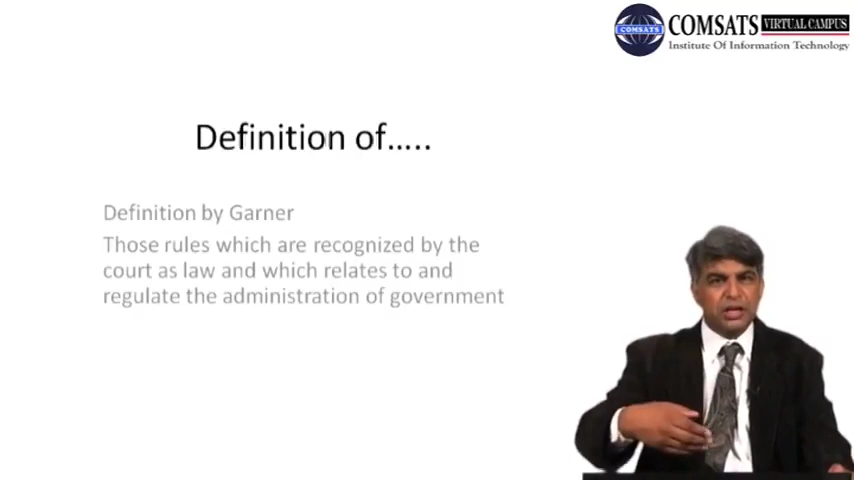 COMSATS
COMSATS VIRTUAL CAMPUS
Institute Of Information Technology
Definition of.....
Definition by Garner
Those rules which are recognized by the
court as law and which relates to and
regulate the administration of government